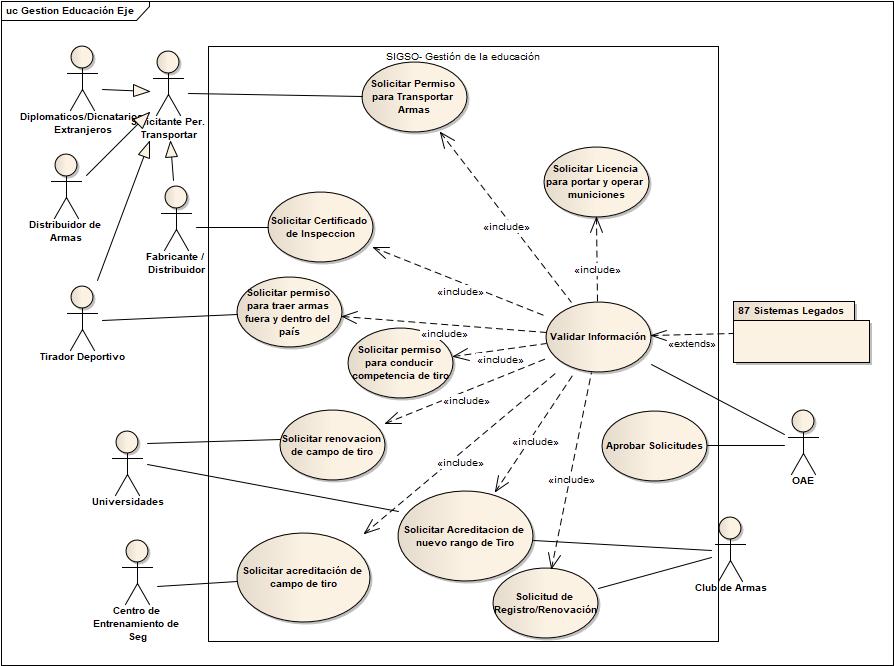 uc Gestion Educación Eje
SIGSO- Gestión de la educación
Diplomaticos/Dicnatarios
Extranjeros
Solicitante Per.
Transportar
Solicitar Permiso
para Transportar
Armas
Distribuidor de
Armas
Fabricante /
Distribuidor
Solicitar Licencia
para portar y operar
municiones
Solicitar Certificado
de Inspeccion
«include»
«include»
«include»
Tirador Deportivo
Solicitar permiso
para traer armas
fuera y dentro del
país
«include»
Validar Información
«extends»
87 Sistemas Legados
Solicitar permiso
para conducir
competencia de tiro
«include»
«include»
Universidades
Solicitar renovacion
de campo de tiro
«include»
«include»
«include»
Aprobar Solicitudes
OAE
Solicitar Acreditacion de
nuevo rango de Tiro
Centro de
Entrenamiento de
Seg
Solicitar acreditación de
campo de tiro
Solicitud de
Registro/Renovación
Club de Armas